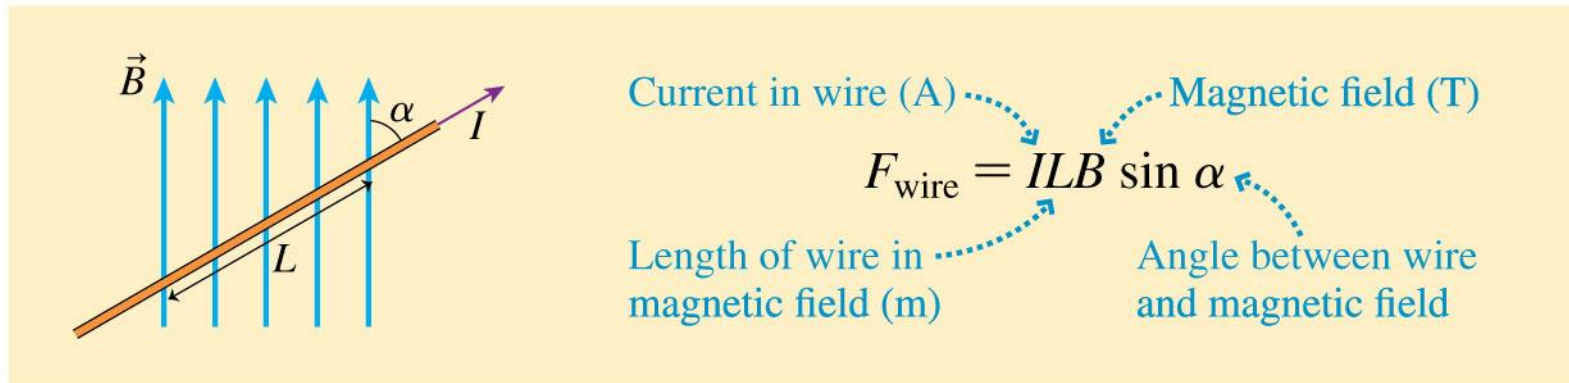 B⃗
α
I
L
Current in wire (A)
Magnetic field (T)
F_wire = ILB sin α
Length of wire in
magnetic field (m)
Angle between wire
and magnetic field